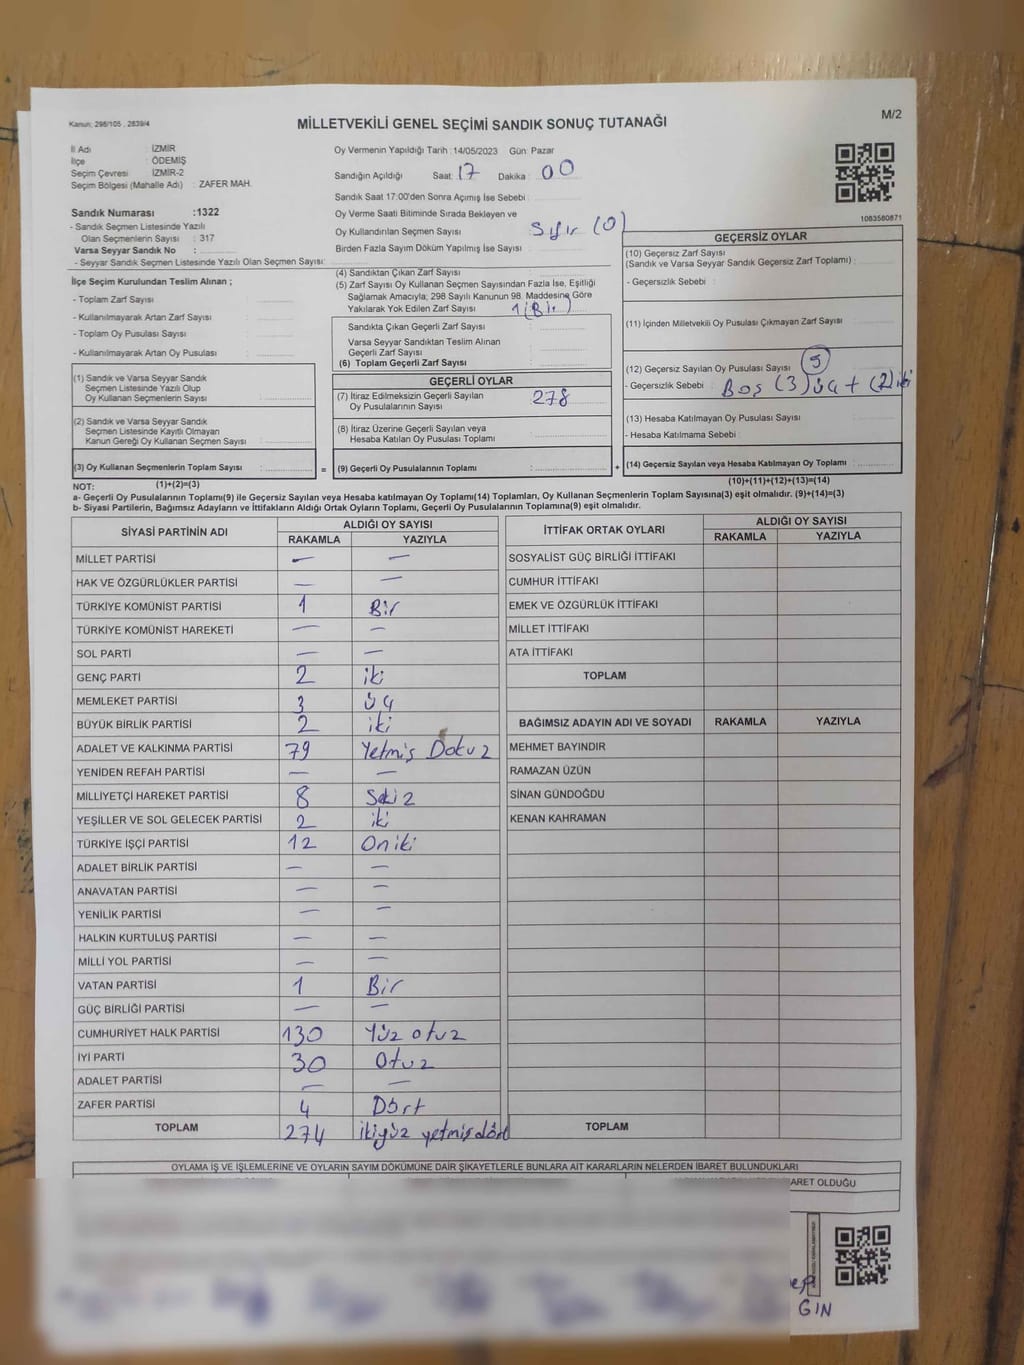 Kanun; 298/105 , 2839/4
MİLLETVEKİLİ GENEL SEÇİMİ SANDIK SONUÇ TUTANAĞI
M/2
İl Adı : İZMİR
İlçe : ÖDEMİŞ
Seçim Çevresi : İZMİR-2
Seçim Bölgesi (Mahalle Adı) : ZAFER MAH.
Sandık Numarası :1322
- Sandık Seçmen Listesinde Yazılı
Olan Seçmenlerin Sayısı : 317
Varsa Seyyar Sandık No :
- Seyyar Sandık Seçmen Listesinde Yazılı Olan Seçmen Sayısı:
Oy Vermenin Yapıldığı Tarih :14/05/2023 Gün: Pazar
Sandığın Açıldığı Saat: 17 Dakika : 00
Sandık Saat 17:00'den Sonra Açımış İse Sebebi :
Oy Verme Saati Bitiminde Sırada Bekleyen ve
Oy Kullandırılan Seçmen Sayısı : Sıfır (0)
Birden Fazla Sayım Döküm Yapılmış İse Sayısı :
1083580871
İlçe Seçim Kurulundan Teslim Alınan ;
- Toplam Zarf Sayısı :
- Kullanılmayarak Artan Zarf Sayısı :
- Toplam Oy Pusulası Sayısı :
- Kullanılmayarak Artan Oy Pusulası :
(1) Sandık ve Varsa Seyyar Sandık
Seçmen Listesinde Yazılı Olup
Oy Kullanan Seçmenlerin Sayısı :
(2) Sandık ve Varsa Seyyar Sandık
Seçmen Listesinde Kayıtlı Olmayan
Kanun Gereği Oy Kullanan Seçmen Sayısı :
(3) Oy Kullanan Seçmenlerin Toplam Sayısı :
(4) Sandıktan Çıkan Zarf Sayısı :
(5) Zarf Sayısı Oy Kullanan Seçmen Sayısından Fazla İse, Eşitliği
Sağlamak Amacıyla; 298 Sayılı Kanunun 98. Maddesine Göre
Yakılarak Yok Edilen Zarf Sayısı : 1 (Bir)
Sandıkta Çıkan Geçerli Zarf Sayısı :
Varsa Seyyar Sandıktan Teslim Alınan
Geçerli Zarf Sayısı :
(6) Toplam Geçerli Zarf Sayısı :
GEÇERLİ OYLAR
(7) İtiraz Edilmeksizin Geçerli Sayılan
Oy Pusulalarının Sayısı : 278
(8) İtiraz Üzerine Geçerli Sayılan veya
Hesaba Katılan Oy Pusulası Toplamı :
= (9) Geçerli Oy Pusulalarının Toplamı :
GEÇERSİZ OYLAR
(10) Geçersiz Zarf Sayısı
(Sandık ve Varsa Seyyar Sandık Geçersiz Zarf Toplamı) :
- Geçersizlik Sebebi :
(11) İçinden Milletvekili Oy Pusulası Çıkmayan Zarf Sayısı :
(12) Geçersiz Sayılan Oy Pusulası Sayısı : 5
- Geçersizlik Sebebi : Boş (3) üç + (2) iki
(13) Hesaba Katılmayan Oy Pusulası Sayısı :
- Hesaba Katılmama Sebebi :
+ (14) Geçersiz Sayılan veya Hesaba Katılmayan Oy Toplamı :
NOT: (1)+(2)=(3) (10)+(11)+(12)+(13)=(14)
a- Geçerli Oy Pusulalarının Toplamı(9) ile Geçersiz Sayılan veya Hesaba katılmayan Oy Toplamı(14) Toplamları, Oy Kullanan Seçmenlerin Toplam Sayısına(3) eşit olmalıdır. (9)+(14)=(3)
b- Siyasi Partilerin, Bağımsız Adayların ve İttifakların Aldığı Ortak Oyların Toplamı, Geçerli Oy Pusulalarının Toplamına(9) eşit olmalıdır.
SİYASİ PARTİNİN ADI ALDIĞI OY SAYISI
RAKAMLA YAZIYLA
MİLLET PARTİSİ — —
HAK VE ÖZGÜRLÜKLER PARTİSİ — —
TÜRKİYE KOMÜNİST PARTİSİ 1 Bir
TÜRKİYE KOMÜNİST HAREKETİ — —
SOL PARTİ — —
GENÇ PARTİ 2 iki
MEMLEKET PARTİSİ 3 üç
BÜYÜK BİRLİK PARTİSİ 2 iki
ADALET VE KALKINMA PARTİSİ 79 Yetmiş Dokuz
YENİDEN REFAH PARTİSİ — —
MİLLİYETÇİ HAREKET PARTİSİ 8 Sekiz
YEŞİLLER VE SOL GELECEK PARTİSİ 2 iki
TÜRKİYE İŞÇİ PARTİSİ 12 Oniki
ADALET BİRLİK PARTİSİ — —
ANAVATAN PARTİSİ — —
YENİLİK PARTİSİ — —
HALKIN KURTULUŞ PARTİSİ — —
MİLLİ YOL PARTİSİ — —
VATAN PARTİSİ 1 Bir
GÜÇ BİRLİĞİ PARTİSİ — —
CUMHURİYET HALK PARTİSİ 130 Yüz otuz
İYİ PARTİ 30 Otuz
ADALET PARTİSİ — —
ZAFER PARTİSİ 4 Dört
TOPLAM 274 ikiyüz yetmişdört
İTTİFAK ORTAK OYLARI ALDIĞI OY SAYISI
RAKAMLA YAZIYLA
SOSYALİST GÜÇ BİRLİĞİ İTTİFAKI
CUMHUR İTTİFAKI
EMEK VE ÖZGÜRLÜK İTTİFAKI
MİLLET İTTİFAKI
ATA İTTİFAKI
TOPLAM
BAĞIMSIZ ADAYIN ADI VE SOYADI RAKAMLA YAZIYLA
MEHMET BAYINDIR
RAMAZAN ÜZÜN
SİNAN GÜNDOĞDU
KENAN KAHRAMAN
TOPLAM
OYLAMA İŞ VE İŞLEMLERİNE VE OYLARIN SAYIM DÖKÜMÜNE DAİR ŞİKAYETLERLE BUNLARA AİT KARARLARIN NELERDEN İBARET BULUNDUKLARI
ARET OLDUĞU
GIN